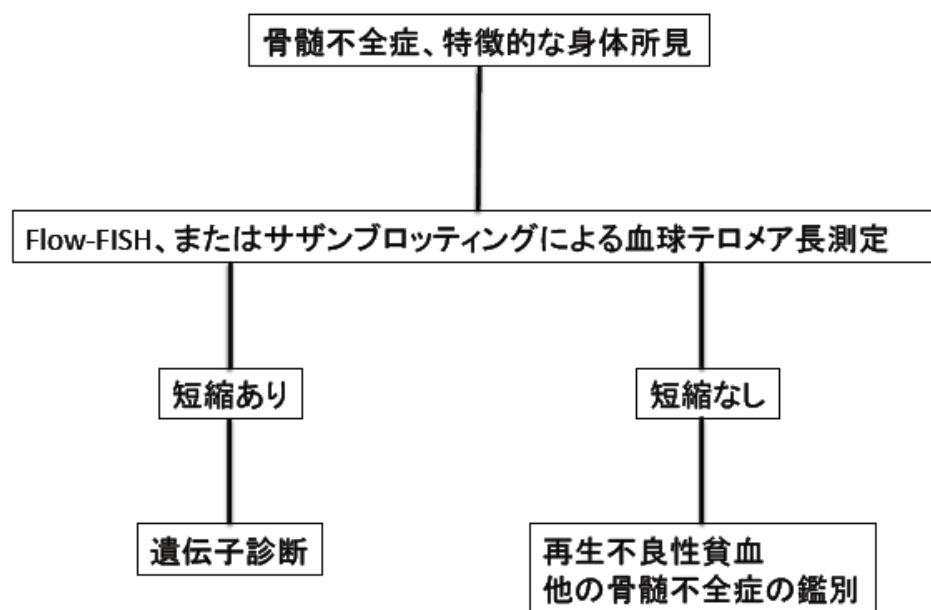 骨髄不全症、特徴的な身体所見
Flow-FISH、またはサザンブロッティングによる血球テロメア長測定
短縮あり
短縮なし
遺伝子診断
再生不良性貧血
他の骨髄不全症の鑑別